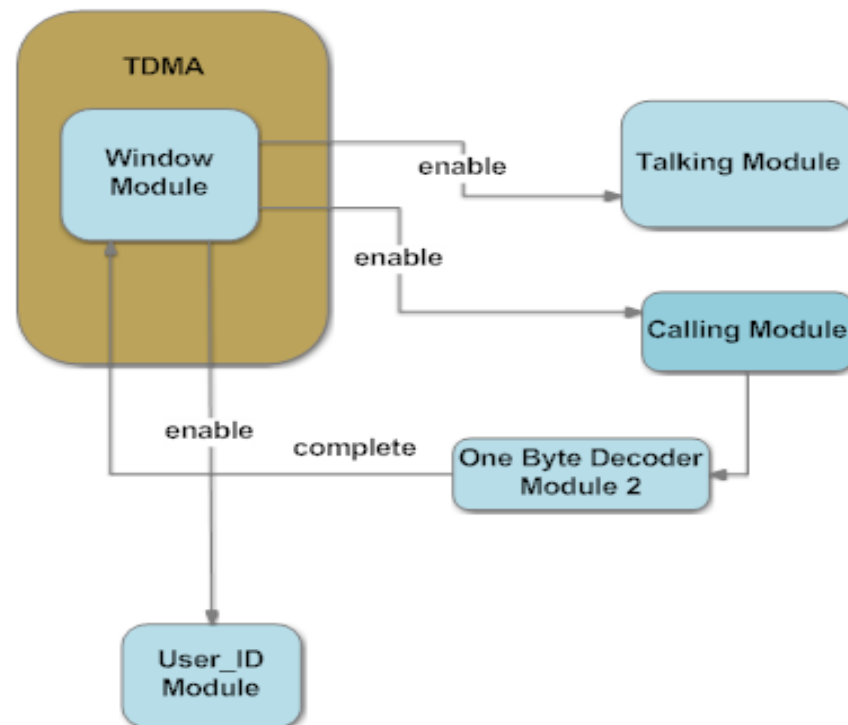 TDMA
Window
Module
enable
Talking Module
enable
Calling Module
enable
complete
One Byte Decoder
Module 2
User_ID
Module